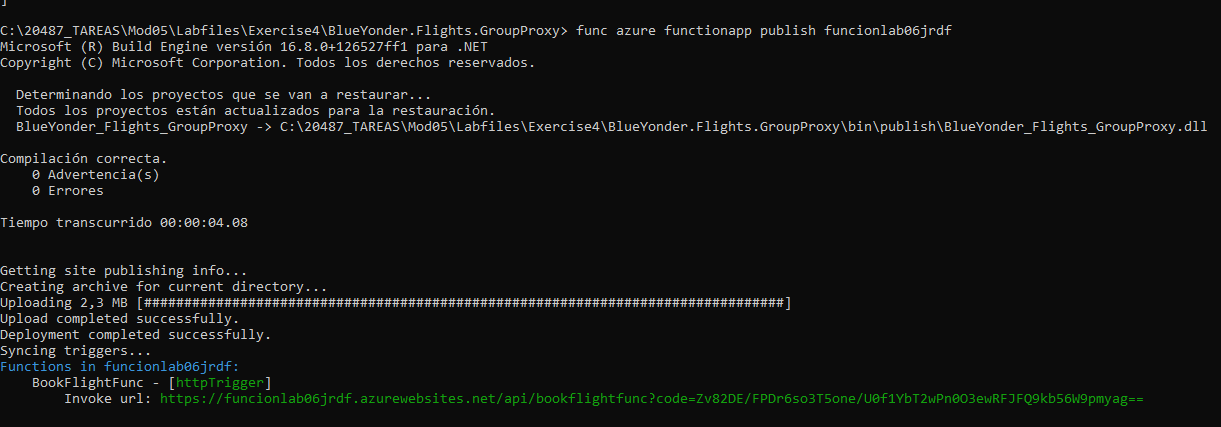 ]
C:\20487_TAREAS\Mod05\Labfiles\Exercise4\BlueYonder.Flights.GroupProxy> func azure functionapp publish funcionlab06jrdf
Microsoft (R) Build Engine versión 16.8.0+126527ff1 para .NET
Copyright (C) Microsoft Corporation. Todos los derechos reservados.
Determinando los proyectos que se van a restaurar...
Todos los proyectos están actualizados para la restauración.
BlueYonder_Flights_GroupProxy -> C:\20487_TAREAS\Mod05\Labfiles\Exercise4\BlueYonder.Flights.GroupProxy\bin\publish\BlueYonder_Flights_GroupProxy.dll
Compilación correcta.
0 Advertencia(s)
0 Errores
Tiempo transcurrido 00:00:04.08
Getting site publishing info...
Creating archive for current directory...
Uploading 2,3 MB [################################################################################]
Upload completed successfully.
Deployment completed successfully.
Syncing triggers...
Functions in funcionlab06jrdf:
BookFlightFunc - [httpTrigger]
Invoke url: https://funcionlab06jrdf.azurewebsites.net/api/bookflightfunc?code=Zv82DE/FPDr6so3T5one/U0f1YbT2wPn0O3ewRFJFQ9kb56W9pmyag==